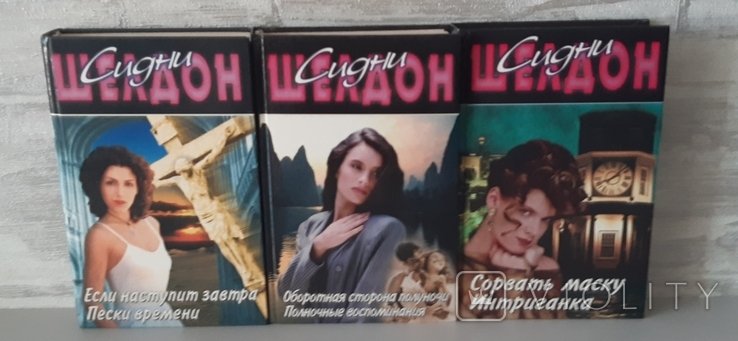 Сидни
ШЕЛДОН
Если наступит завтра
Пески времени
Сидни
ШЕЛДОН
Оборотная сторона полуночи
Полночные воспоминания
Сидни
ШЕЛДОН
Сорвать маску
Интриганка
VIOLITY